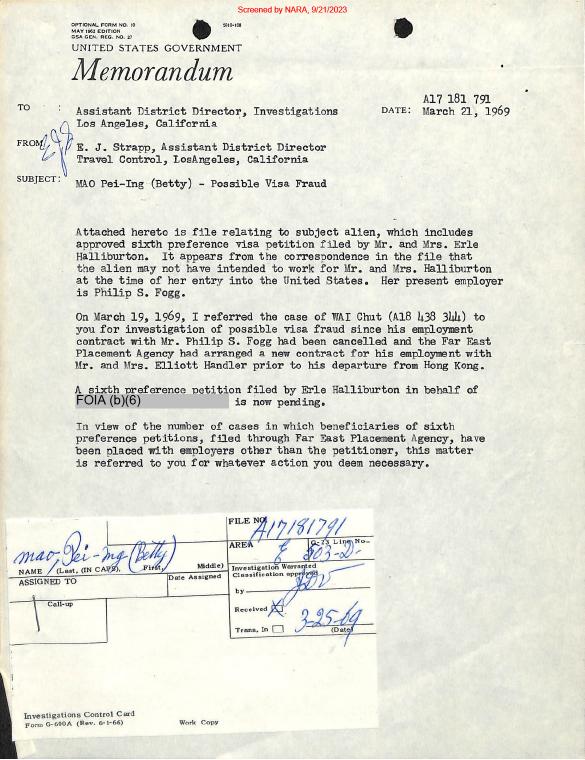 Screened by NARA, 9/21/2023
OPTIONAL FORM NO. 10
MAY 1962 EDITION
GSA GEN. REG. NO. 27
5010-108
UNITED STATES GOVERNMENT
Memorandum
A17 181 791
TO : Assistant District Director, Investigations DATE: March 21, 1969
Los Angeles, California
FROM E. J. Strapp, Assistant District Director
Travel Control, LosAngeles, California
SUBJECT: MAO Pei-Ing (Betty) - Possible Visa Fraud
Attached hereto is file relating to subject alien, which includes
approved sixth preference visa petition filed by Mr. and Mrs. Erle
Halliburton. It appears from the correspondence in the file that
the alien may not have intended to work for Mr. and Mrs. Halliburton
at the time of her entry into the United States. Her present employer
is Philip S. Fogg.
On March 19, 1969, I referred the case of WAI Chut (A18 438 344) to
you for investigation of possible visa fraud since his employment
contract with Mr. Philip S. Fogg had been cancelled and the Far East
Placement Agency had arranged a new contract for his employment with
Mr. and Mrs. Elliott Handler prior to his departure from Hong Kong.
A sixth preference petition filed by Erle Halliburton in behalf of
FOIA (b)(6) is now pending.
In view of the number of cases in which beneficiaries of sixth
preference petitions, filed through Far East Placement Agency, have
been placed with employers other than the petitioner, this matter
is referred to you for whatever action you deem necessary.
FILE NO. A17181791
AREA E G-23 Line No. 303-D-
Mao, Pei-Ing (Betty)
NAME (Last, (IN CAPS), First, Middle)
ASSIGNED TO
Date Assigned
Call-up
Investigation Warranted
Classification approved
by
Received X
Trans. In
3-25-69
(Date)
Investigations Control Card
Form G-600A (Rev. 6-1-66) Work Copy